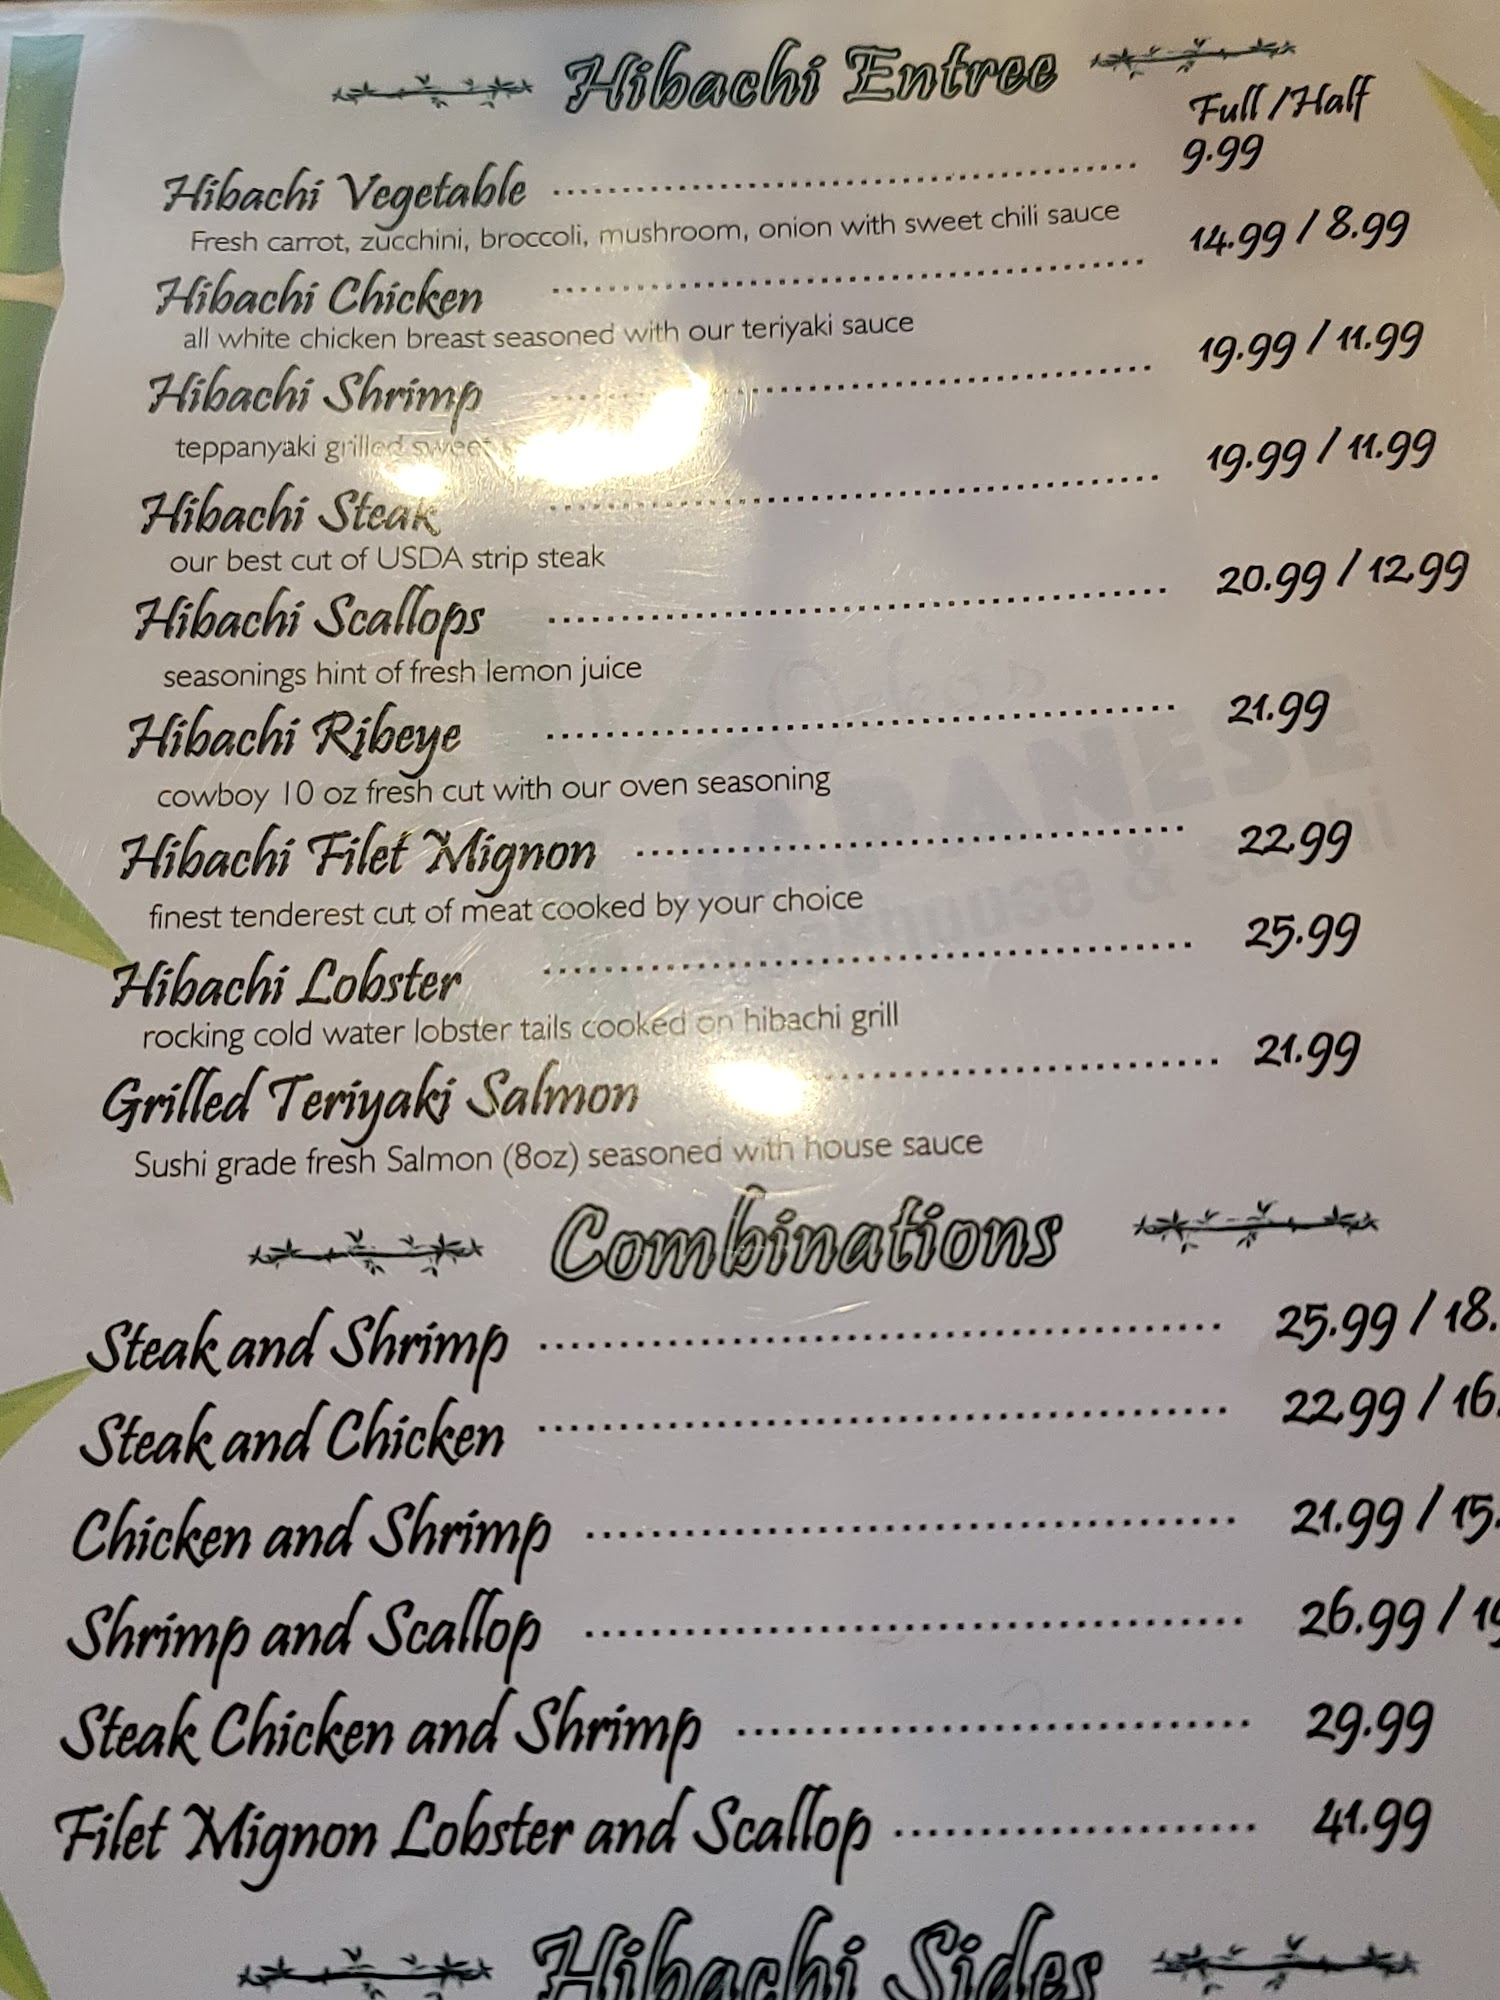 Hibachi Entree
Full / Half
Hibachi Vegetable 9.99
Fresh carrot, zucchini, broccoli, mushroom, onion with sweet chili sauce
Hibachi Chicken 14.99 / 8.99
all white chicken breast seasoned with our teriyaki sauce
Hibachi Shrimp 19.99 / 11.99
teppanyaki grilled sweet
Hibachi Steak 19.99 / 11.99
our best cut of USDA strip steak
Hibachi Scallops 20.99 / 12.99
seasonings hint of fresh lemon juice
Hibachi Ribeye 21.99
cowboy 10 oz fresh cut with our oven seasoning
Hibachi Filet Mignon 22.99
finest tenderest cut of meat cooked by your choice
Hibachi Lobster 25.99
rocking cold water lobster tails cooked on hibachi grill
Grilled Teriyaki Salmon 21.99
Sushi grade fresh Salmon (8oz) seasoned with house sauce
Combinations
Steak and Shrimp 25.99 / 18.
Steak and Chicken 22.99 / 16.
Chicken and Shrimp 21.99 / 15.
Shrimp and Scallop 26.99 /
Steak Chicken and Shrimp 29.99
Filet Mignon Lobster and Scallop 41.99
Hibachi Sides